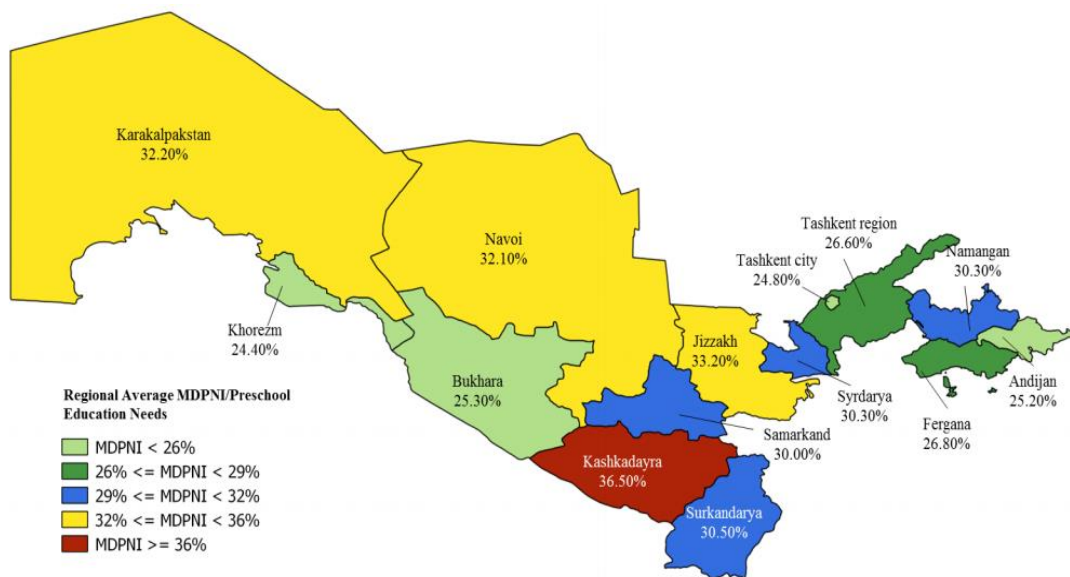 Karakalpakstan
32.20%
Navoi
32.10%
Tashkent region
26.60%
Tashkent city
24.80%
Namangan
30.30%
Khorezm
24.40%
Bukhara
25.30%
Jizzakh
33.20%
Syrdarya
30.30%
Andijan
25.20%
Fergana
26.80%
Samarkand
30.00%
Kashkadayra
36.50%
Surkandarya
30.50%
Regional Average MDPNI/Preschool
Education Needs
MDPNI < 26%
26% <= MDPNI < 29%
29% <= MDPNI < 32%
32% <= MDPNI < 36%
MDPNI >= 36%